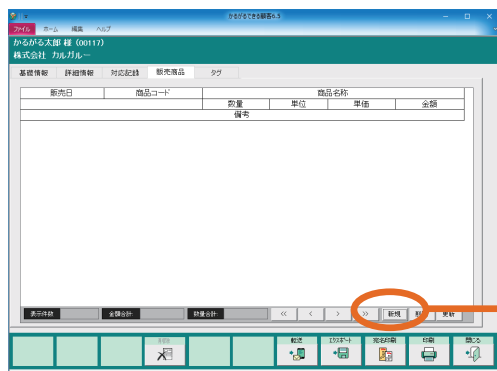 かるがるできる顧客6.3
ファイル ホーム 編集 ヘルプ
かるがる太郎 様 (00117)
株式会社 カルガルー
基礎情報 詳細情報 対応記録 販売商品 タグ
販売日 商品コード 商品名称
数量 単位 単価 金額
備考
表示件数 金額合計 数量合計 << < > >> 新規 更新
転送 エクスポート 宛名印刷 印刷 閉じる